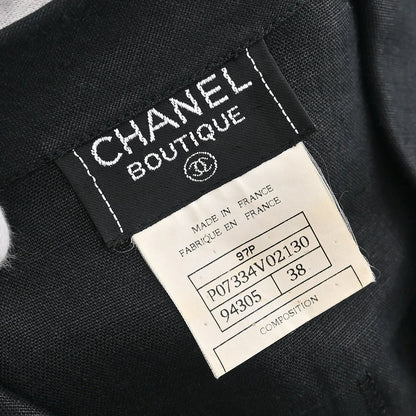 CHANEL
BOUTIQUE
MADE IN FRANCE
FABRIQUE EN FRANCE
97P
P07334V02130
94305 38
COMPOSITION